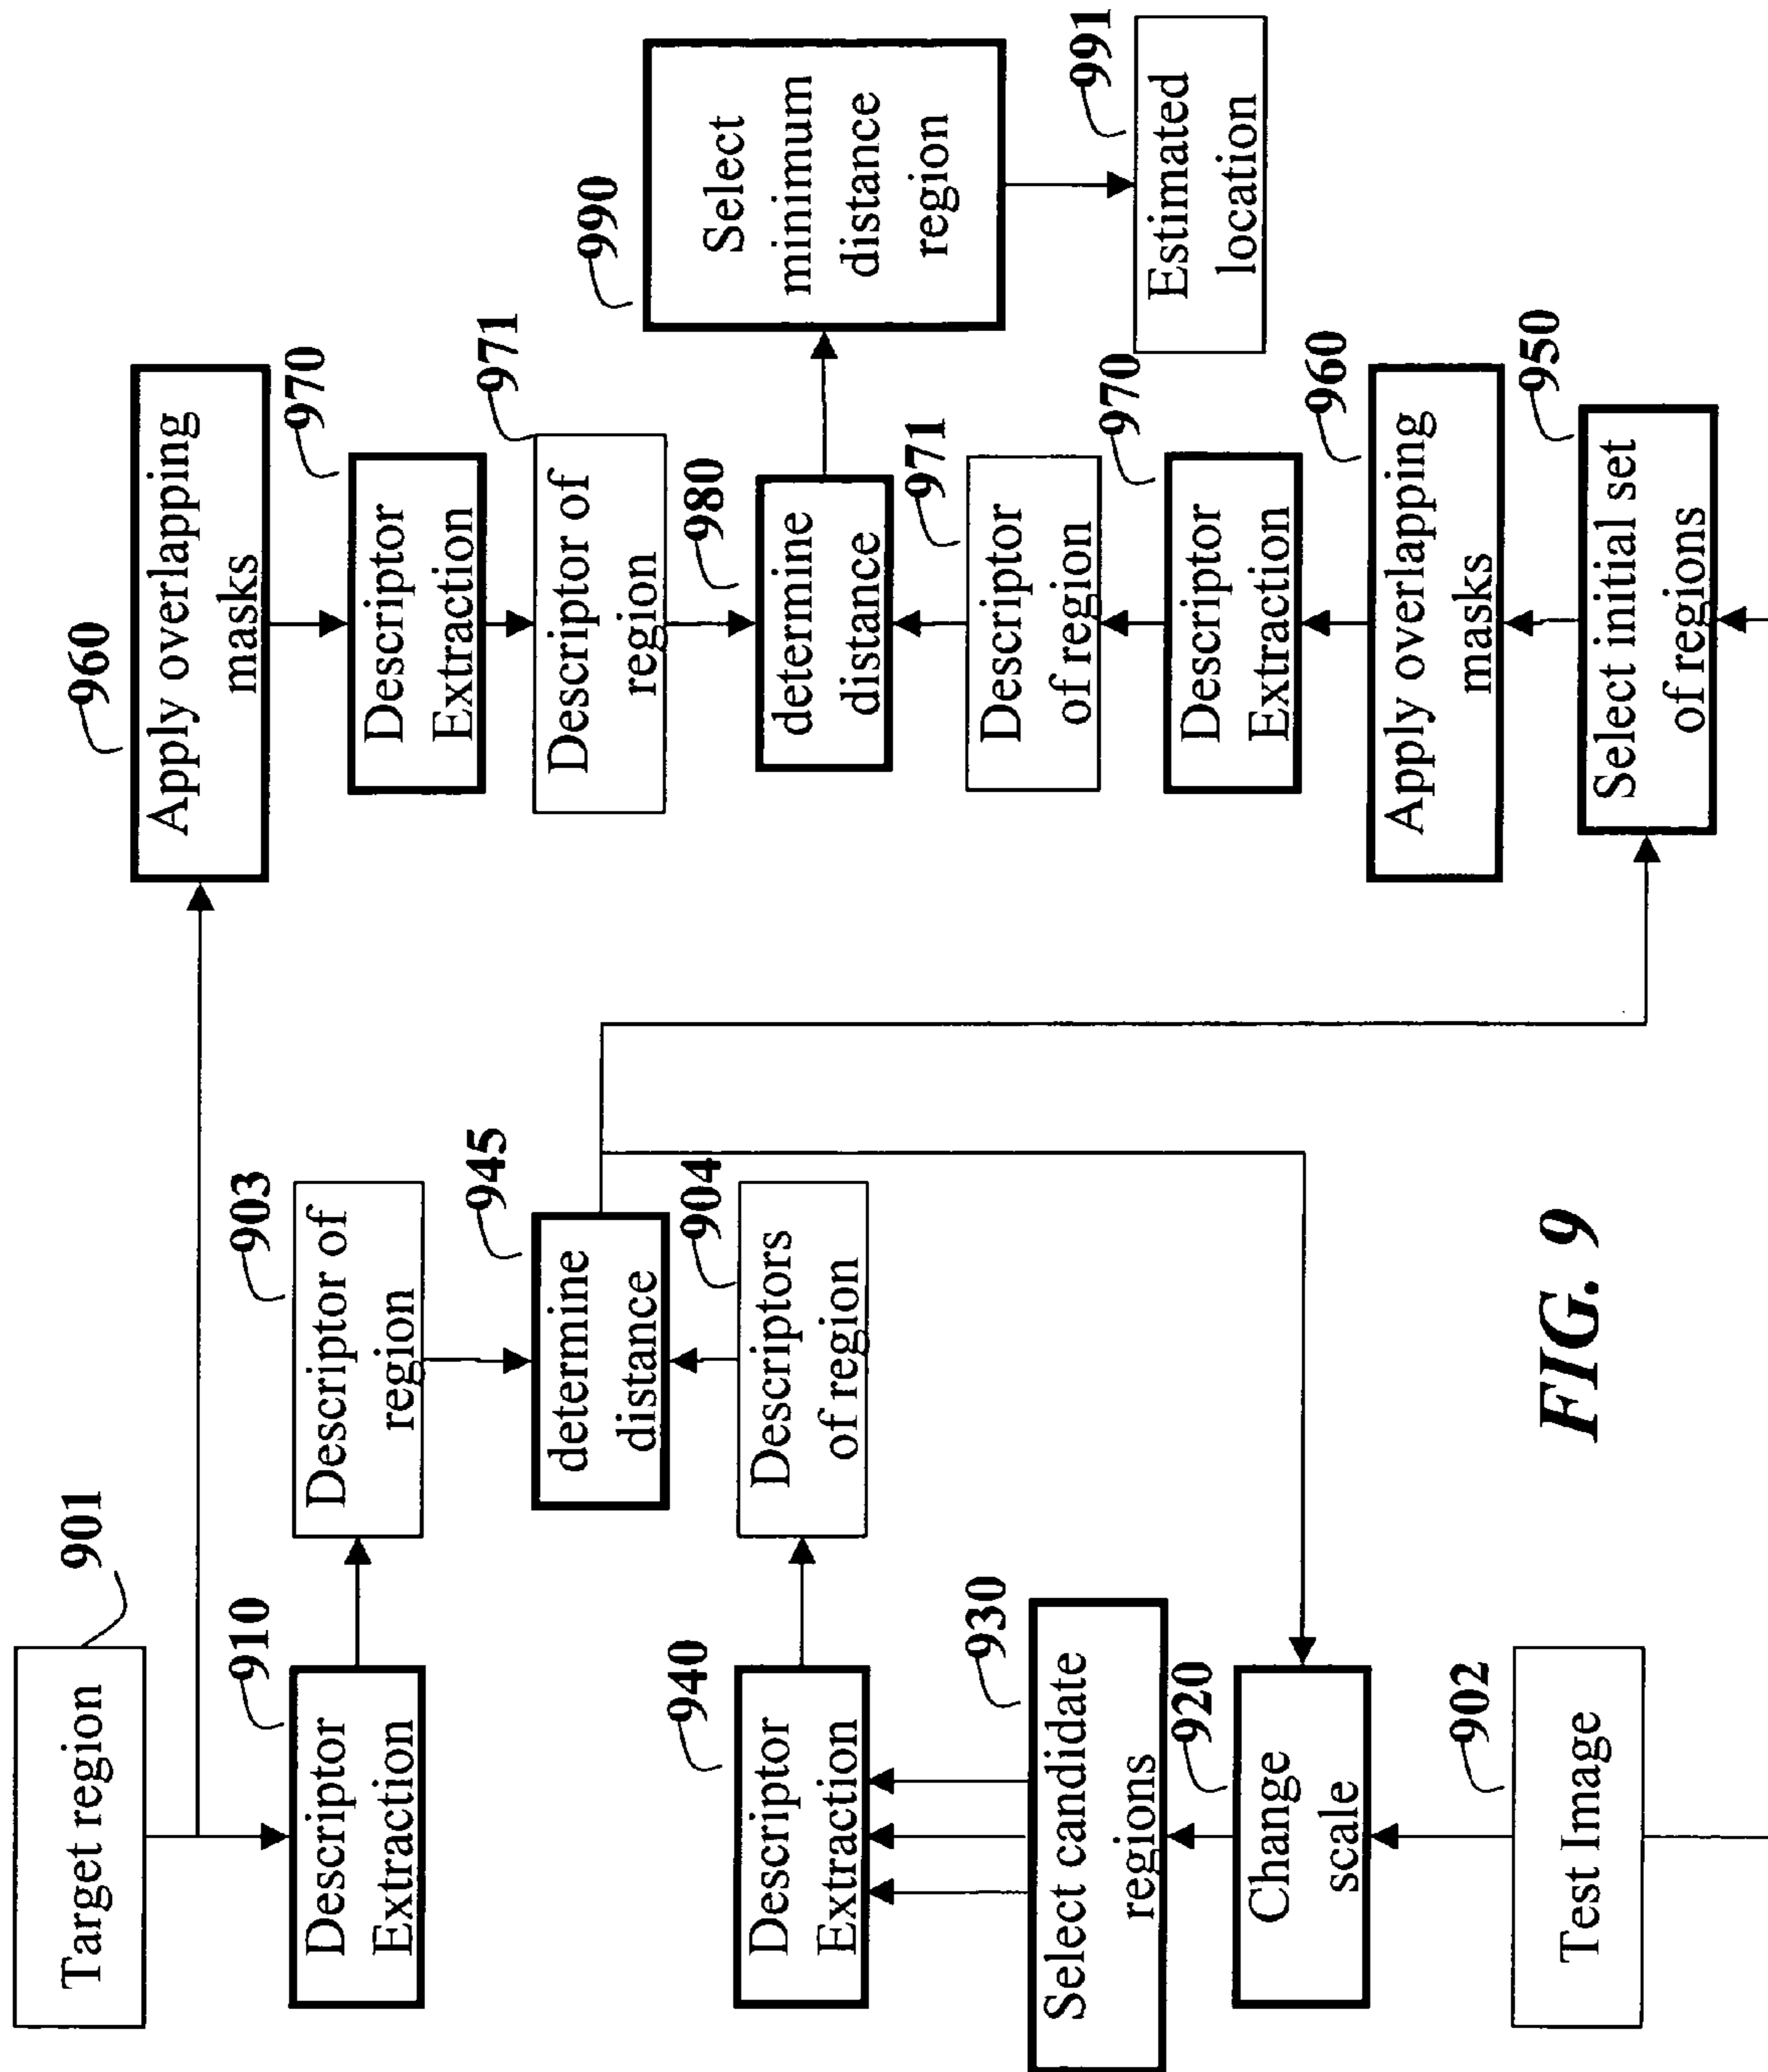 901
Target region
910
Descriptor
Extraction
903
Descriptor of
region
945
determine
distance
904
Descriptors
of region
940
Descriptor
Extraction
930
Select candidate
regions
920
Change
scale
902
Test Image
960
Apply overlapping
masks
970
Descriptor
Extraction
971
Descriptor of
region
980
determine
distance
971
Descriptor
of region
970
Descriptor
Extraction
960
Apply overlapping
masks
950
Select initial set
of regions
990
Select
minimum
distance
region
991
Estimated
location
FIG. 9